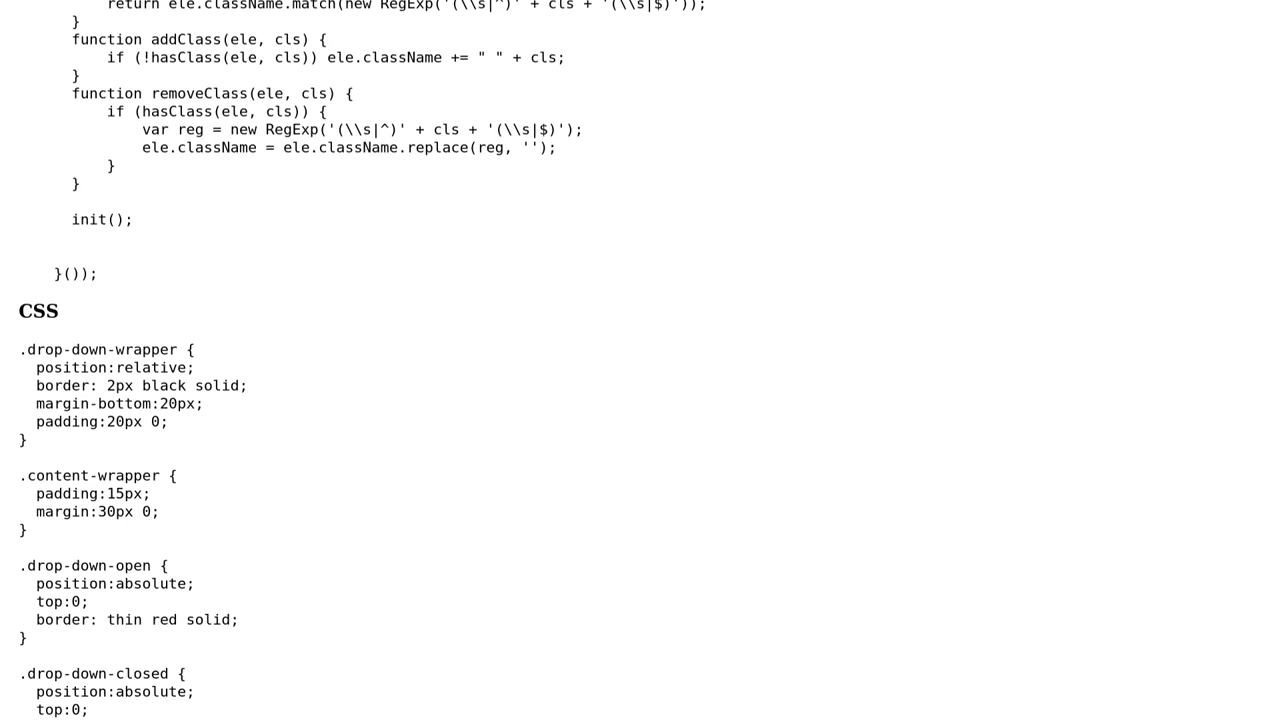 return ele.className.match(new RegExp('(\\s|^)' + cls + '(\\s|$)'));
}
function addClass(ele, cls) {
if (!hasClass(ele, cls)) ele.className += " " + cls;
}
function removeClass(ele, cls) {
if (hasClass(ele, cls)) {
var reg = new RegExp('(\\s|^)' + cls + '(\\s|$)');
ele.className = ele.className.replace(reg, '');
}
}
init();
}());
CSS
.drop-down-wrapper {
position:relative;
border: 2px black solid;
margin-bottom:20px;
padding:20px 0;
}
.content-wrapper {
padding:15px;
margin:30px 0;
}
.drop-down-open {
position:absolute;
top:0;
border: thin red solid;
}
.drop-down-closed {
position:absolute;
top:0;